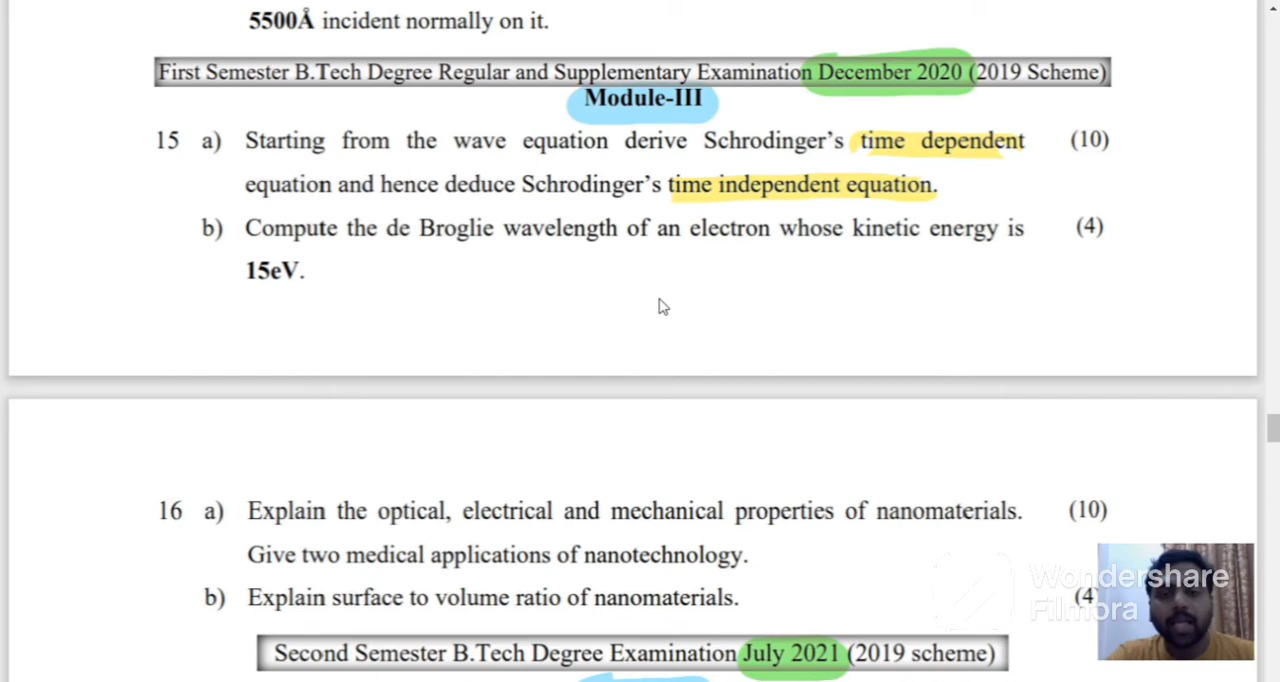 5500Å incident normally on it.
First Semester B.Tech Degree Regular and Supplementary Examination December 2020 (2019 Scheme)
Module-III
15 a) Starting from the wave equation derive Schrodinger's time dependent (10)
equation and hence deduce Schrodinger's time independent equation.
b) Compute the de Broglie wavelength of an electron whose kinetic energy is (4)
15eV.
16 a) Explain the optical, electrical and mechanical properties of nanomaterials. (10)
Give two medical applications of nanotechnology.
b) Explain surface to volume ratio of nanomaterials. (4)
Wondershare
Filmora
Second Semester B.Tech Degree Examination July 2021 (2019 scheme)